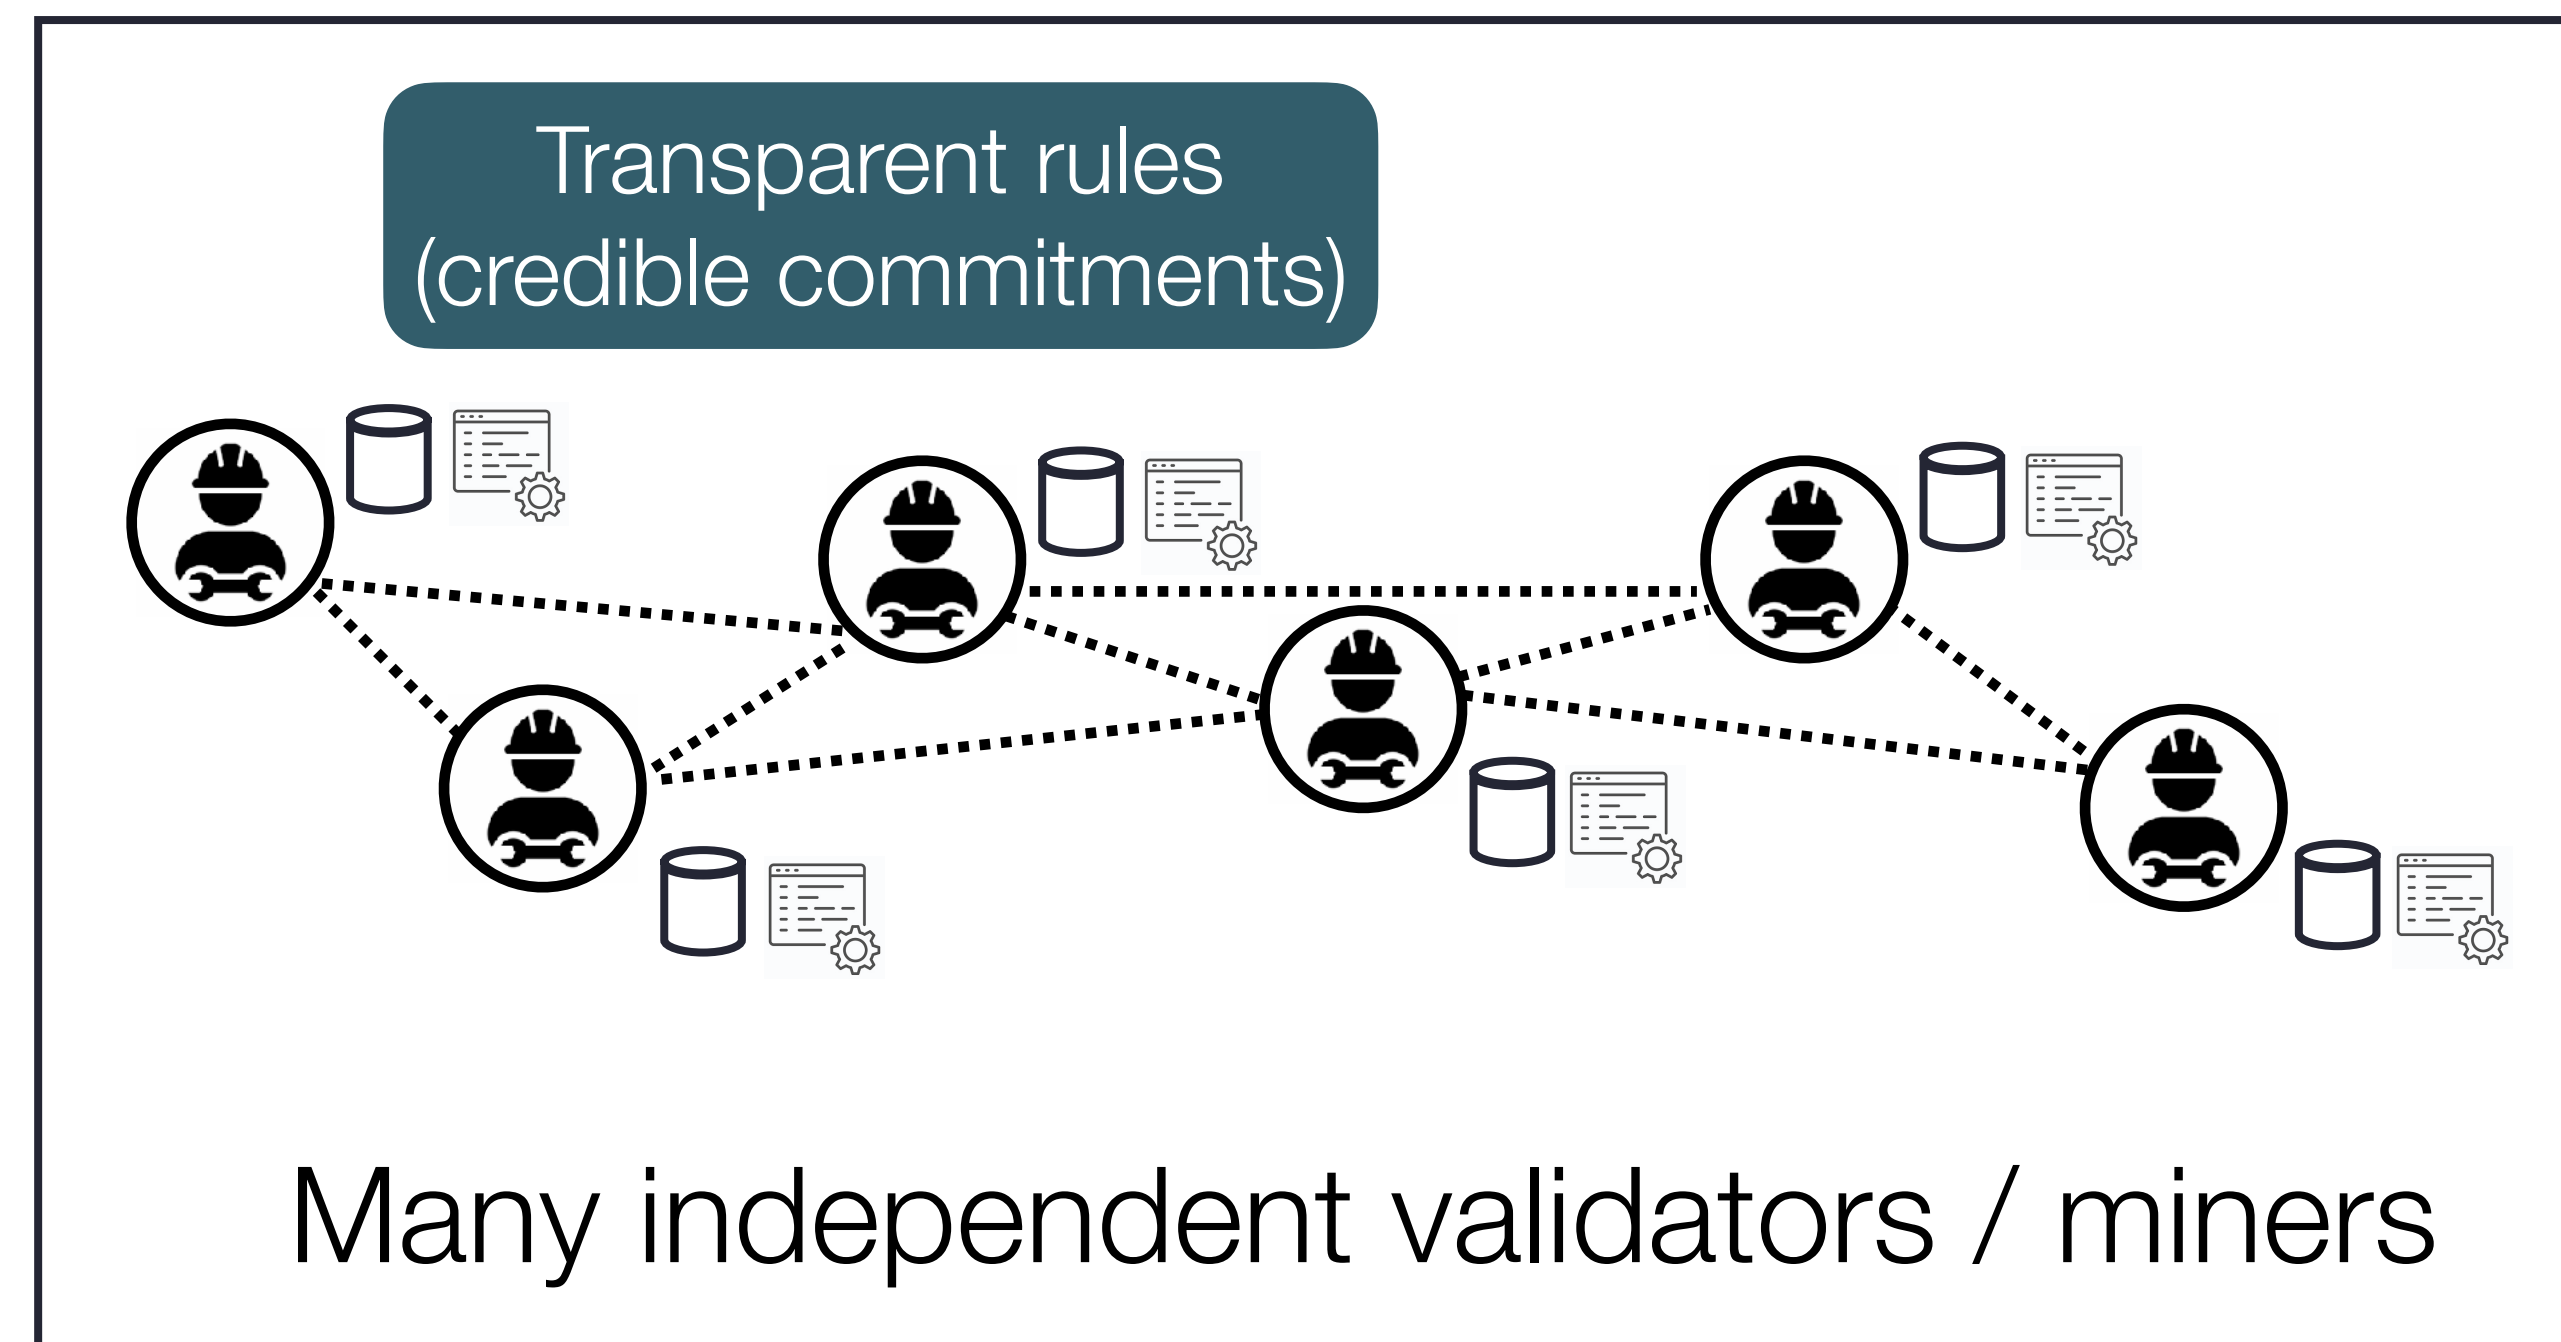 Transparent rules
(credible commitments)
Many independent validators / miners